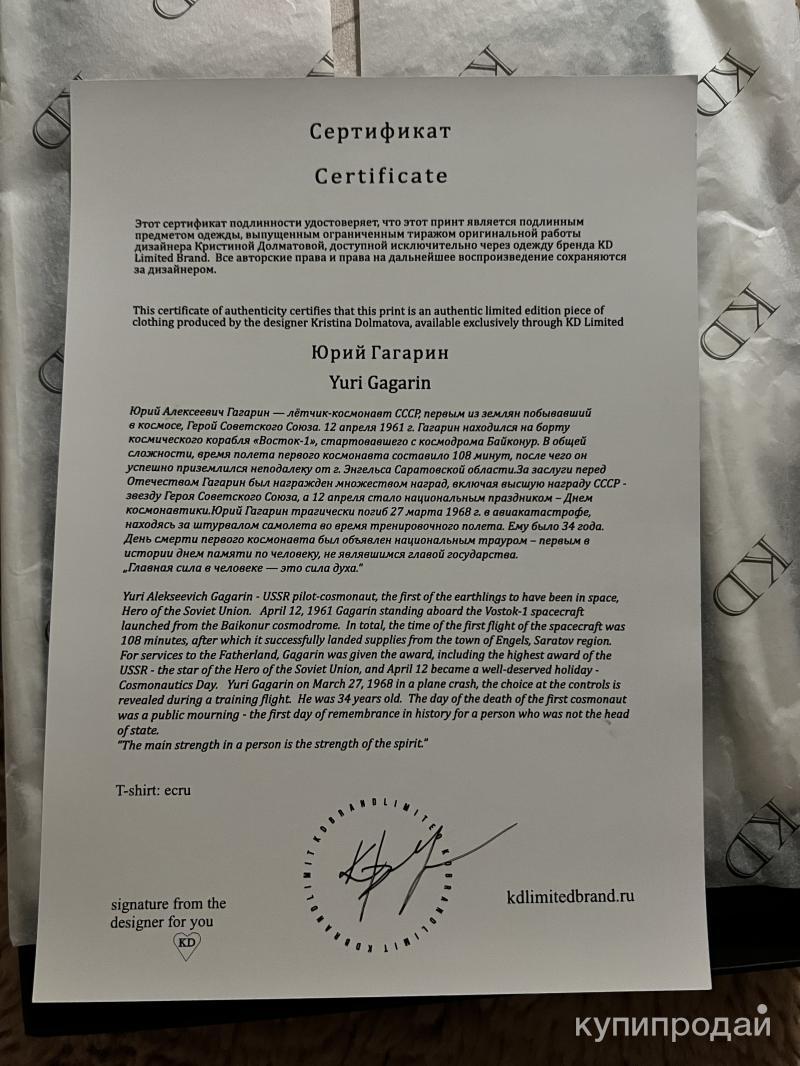 Сертификат
Certificate
Этот сертификат подлинности удостоверяет, что этот принт является подлинным
предметом одежды, выпущенным ограниченным тиражом оригинальной работы
дизайнера Кристиной Долматовой, доступной исключительно через одежду бренда KD
Limited Brand. Все авторские права и права на дальнейшее воспроизведение сохраняются
за дизайнером.
This certificate of authenticity certifies that this print is an authentic limited edition piece of
clothing produced by the designer Kristina Dolmatova, available exclusively through KD Limited
Юрий Гагарин
Yuri Gagarin
Юрий Алексеевич Гагарин — лётчик-космонавт СССР, первым из землян побывавший
в космосе, Герой Советского Союза. 12 апреля 1961 г. Гагарин находился на борту
космического корабля «Восток-1», стартовавшего с космодрома Байконур. В общей
сложности, время полета первого космонавта составило 108 минут, после чего он
успешно приземлился неподалеку от г. Энгельса Саратовской области.За заслуги перед
Отечеством Гагарин был награжден множеством наград, включая высшую награду СССР -
звезду Героя Советского Союза, а 12 апреля стало национальным праздником – Днем
космонавтики.Юрий Гагарин трагически погиб 27 марта 1968 г. в авиакатастрофе,
находясь за штурвалом самолета во время тренировочного полета. Ему было 34 года.
День смерти первого космонавта был объявлен национальным трауром – первым в
истории днем памяти по человеку, не являвшимся главой государства.
„Главная сила в человеке — это сила духа."
Yuri Alekseevich Gagarin - USSR pilot-cosmonaut, the first of the earthlings to have been in space,
Hero of the Soviet Union. April 12, 1961 Gagarin standing aboard the Vostok-1 spacecraft
launched from the Baikonur cosmodrome. In total, the time of the first flight of the spacecraft was
108 minutes, after which it successfully landed supplies from the town of Engels, Saratov region.
For services to the Fatherland, Gagarin was given the award, including the highest award of the
USSR - the star of the Hero of the Soviet Union, and April 12 became a well-deserved holiday -
Cosmonautics Day. Yuri Gagarin on March 27, 1968 in a plane crash, the choice at the controls is
revealed during a training flight. He was 34 years old. The day of the death of the first cosmonaut
was a public mourning - the first day of remembrance in history for a person who was not the head
of state.
"The main strength in a person is the strength of the spirit."
T-shirt: ecru
KDBRANDLIMIT KDBRANDLIMIT KDBRANDLIMIT
signature from the
designer for you
KD
kdlimitedbrand.ru
KD
KD
KD
KD
KD
KD
купипродай